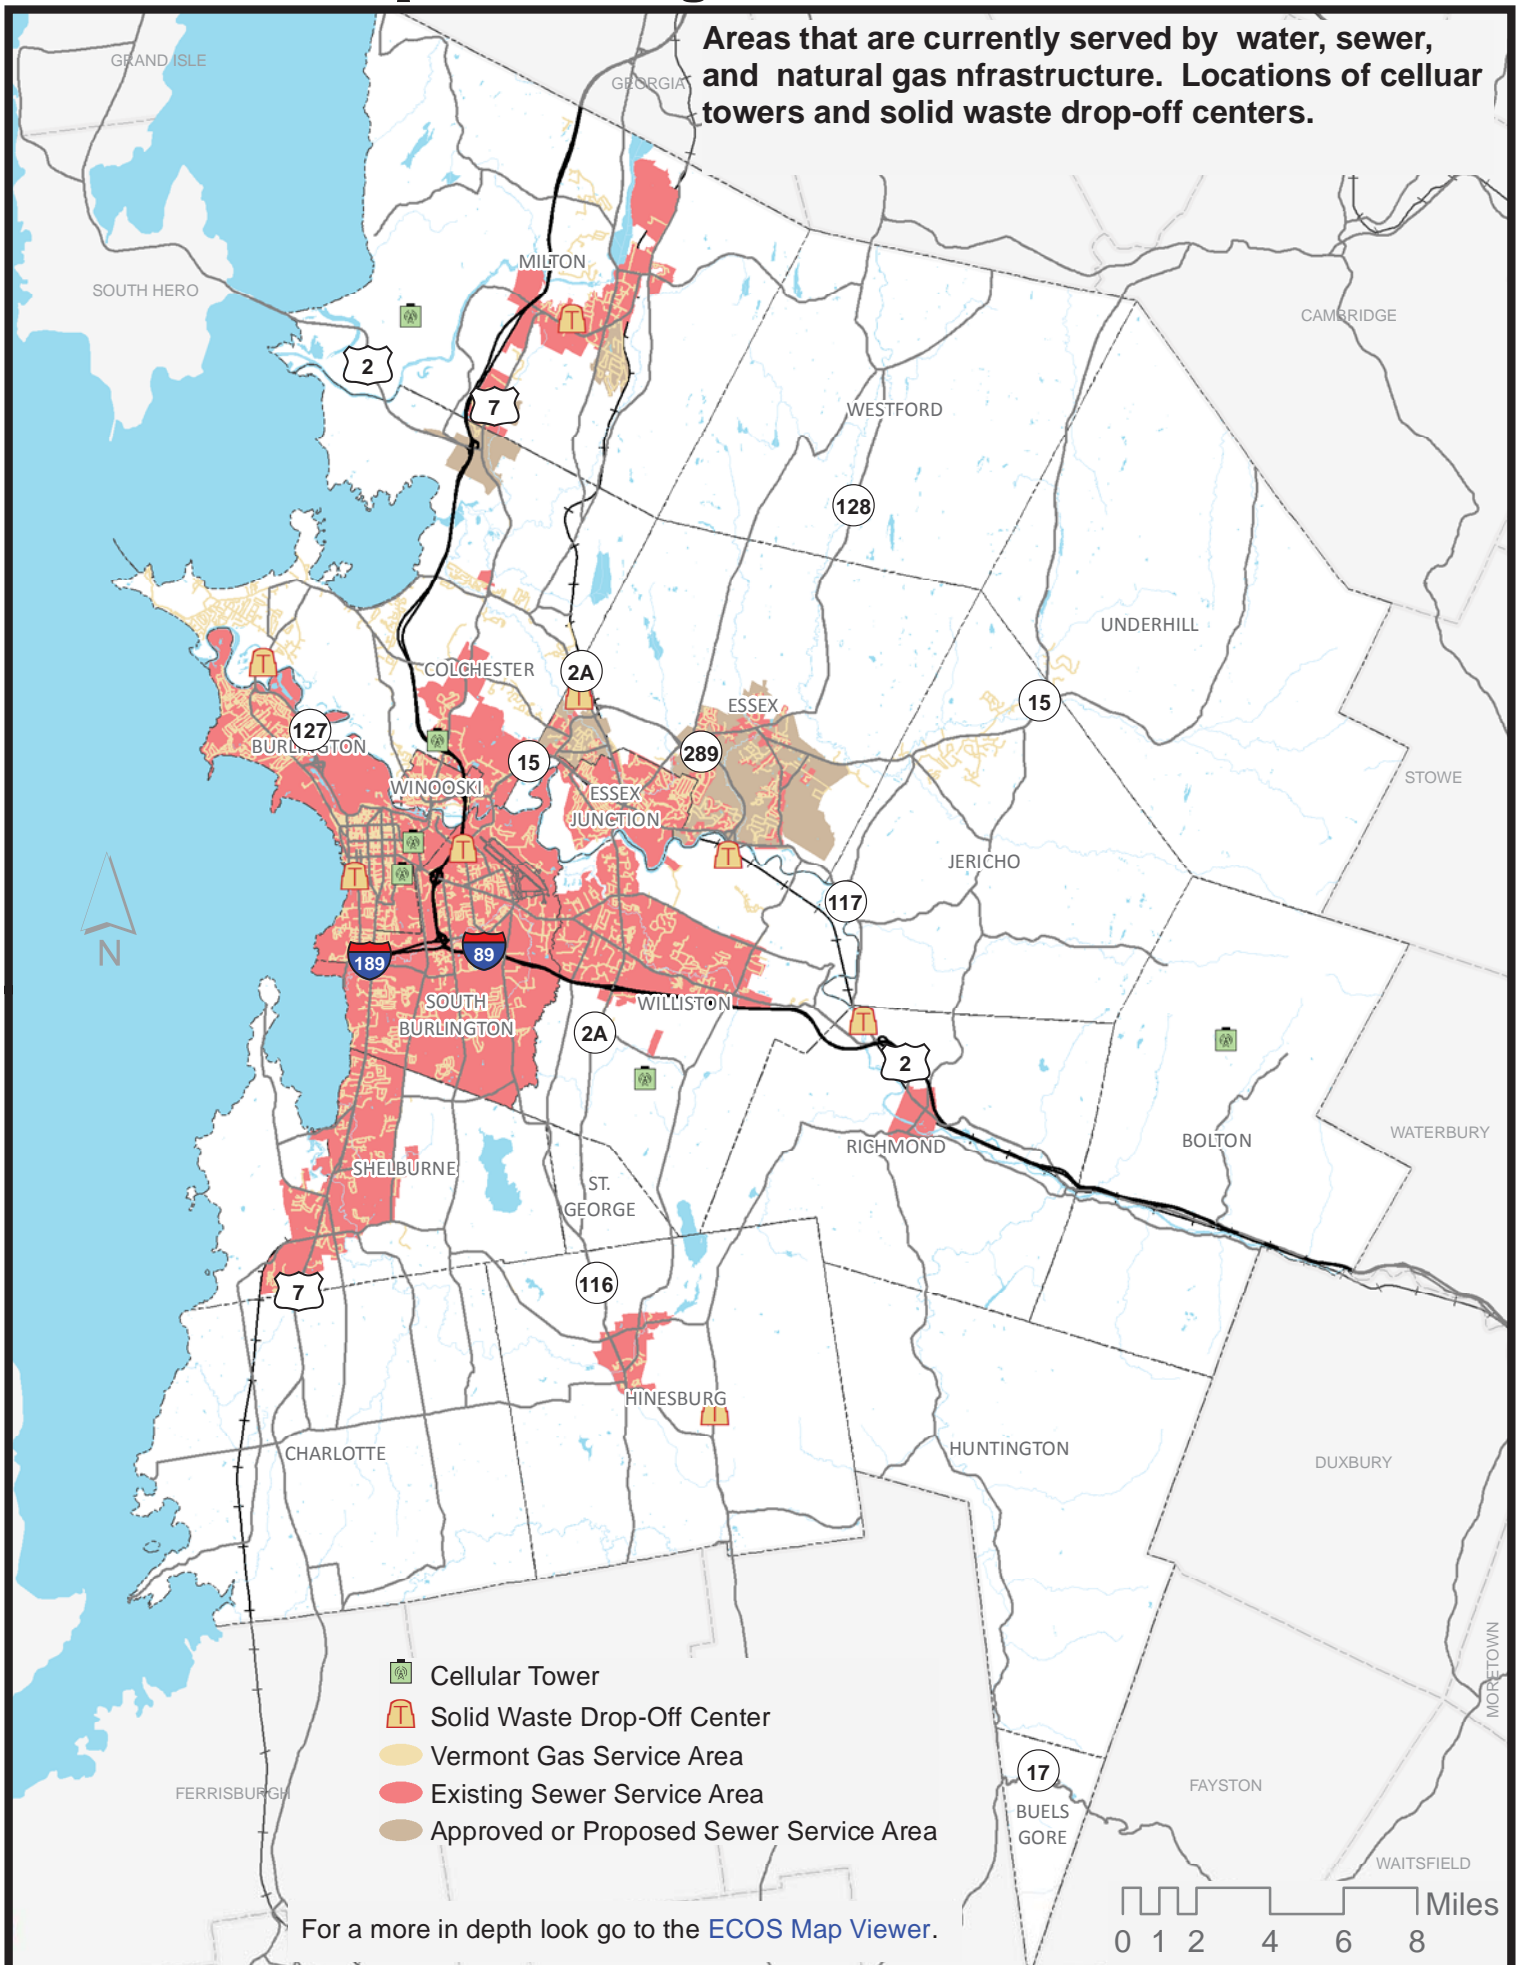 Areas that are currently served by water, sewer,
and natural gas nfrastructure. Locations of celluar
towers and solid waste drop-off centers.
GRAND ISLE
GEORGIA
SOUTH HERO
MILTON
CAMBRIDGE
2
7
WESTFORD
128
UNDERHILL
COLCHESTER
2A
15
ESSEX
127
BURLINGTON
289
15
STOWE
WINOOSKI
ESSEX
JUNCTION
JERICHO
117
N
189
89
SOUTH
BURLINGTON
WILLISTON
2A
2
RICHMOND
BOLTON
WATERBURY
SHELBURNE
ST.
GEORGE
7
116
HINESBURG
CHARLOTTE
HUNTINGTON
DUXBURY
MORETOWN
Cellular Tower
Solid Waste Drop-Off Center
Vermont Gas Service Area
Existing Sewer Service Area
Approved or Proposed Sewer Service Area
FERRISBURGH
17
BUELS
GORE
FAYSTON
WAITSFIELD
For a more in depth look go to the ECOS Map Viewer.
Miles
0 1 2 4 6 8